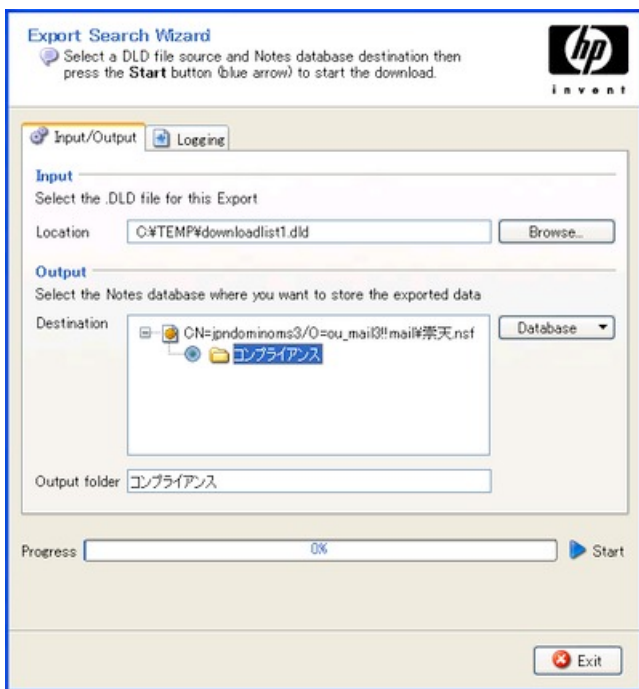 Export Search Wizard
Select a DLD file source and Notes database destination then
press the Start button (blue arrow) to start the download.
hp
invent
Input/Output
Logging
Input
Select the .DLD file for this Export
Location
C:¥TEMP¥downloadlist1.dld
Browse...
Output
Select the Notes database where you want to store the exported data
Destination
CN=jpndominoms3/O=ou_mail3!!mail¥崇天.nsf
Database
コンプライアンス
Output folder
コンプライアンス
Progress
0%
Start
Exit